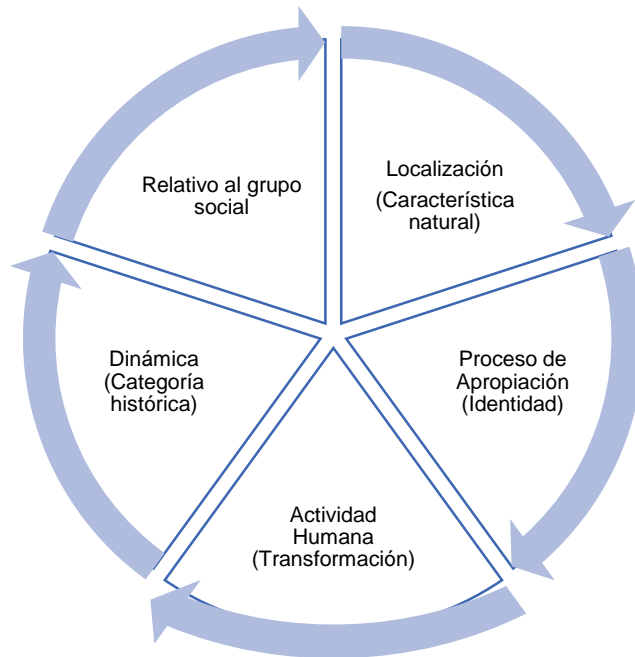 Localización
(Característica
natural)
Proceso de
Apropiación
(Identidad)
Actividad
Humana
(Transformación)
Dinámica
(Categoría
histórica)
Relativo al grupo
social